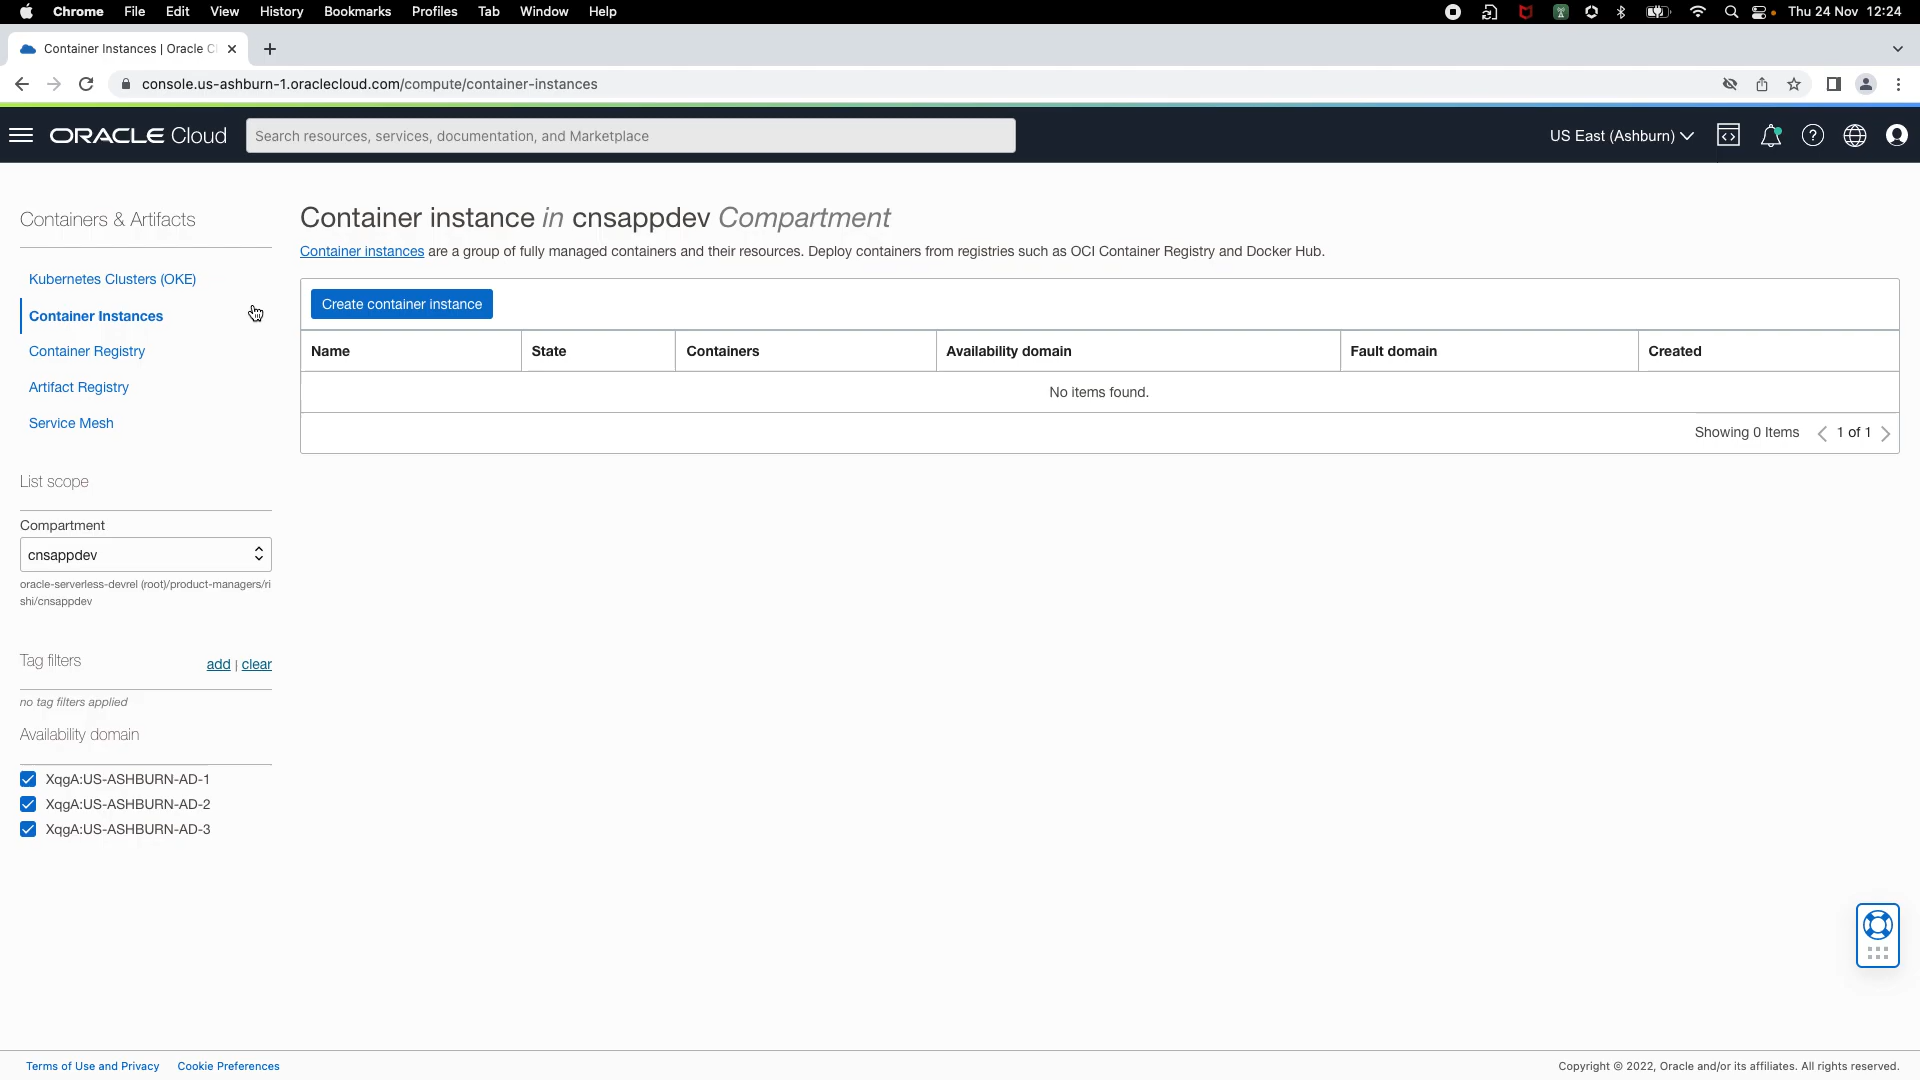 Chrome File Edit View History Bookmarks Profiles Tab Window Help
Thu 24 Nov 12:24
Container Instances | Oracle Cl
console.us-ashburn-1.oraclecloud.com/compute/container-instances
ORACLE Cloud
Search resources, services, documentation, and Marketplace
US East (Ashburn)
Containers & Artifacts
Kubernetes Clusters (OKE)
Container Instances
Container Registry
Artifact Registry
Service Mesh
List scope
Compartment
cnsappdev
oracle-serverless-devrel (root)/product-managers/ri
shi/cnsappdev
Tag filters
add | clear
no tag filters applied
Availability domain
XqgA:US-ASHBURN-AD-1
XqgA:US-ASHBURN-AD-2
XqgA:US-ASHBURN-AD-3
Container instance in cnsappdev Compartment
Container instances are a group of fully managed containers and their resources. Deploy containers from registries such as OCI Container Registry and Docker Hub.
Create container instance
Name State Containers Availability domain Fault domain Created
No items found.
Showing 0 Items 1 of 1
Terms of Use and Privacy Cookie Preferences
Copyright © 2022, Oracle and/or its affiliates. All rights reserved.